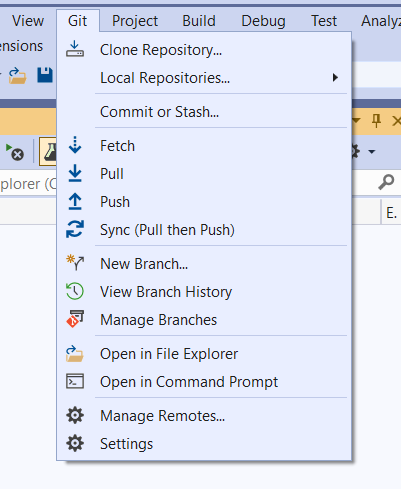 View Git Project Build Debug Test Analyz
ensions
Clone Repository...
Local Repositories...
Commit or Stash...
Fetch
Pull
plorer (C
Push
E.
Sync (Pull then Push)
New Branch...
View Branch History
Manage Branches
Open in File Explorer
Open in Command Prompt
Manage Remotes...
Settings